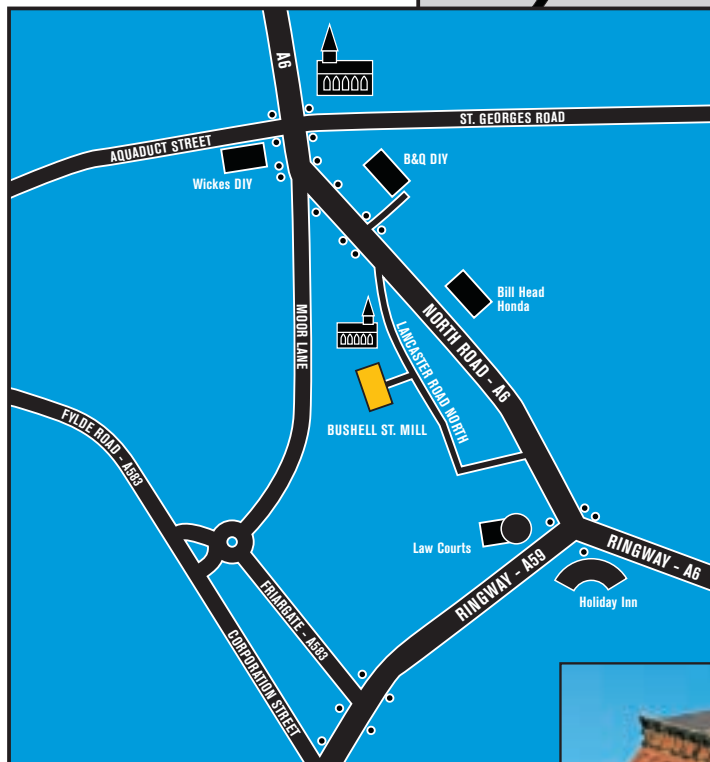 A6
ST. GEORGES ROAD
AQUADUCT STREET
B&Q DIY
Wickes DIY
Bill Head
Honda
MOOR LANE
NORTH ROAD - A6
LANCASTER ROAD NORTH
BUSHELL ST. MILL
FYLDE ROAD - A583
Law Courts
RINGWAY - A59
RINGWAY - A6
Holiday Inn
FRIARGATE - A583
CORPORATION STREET